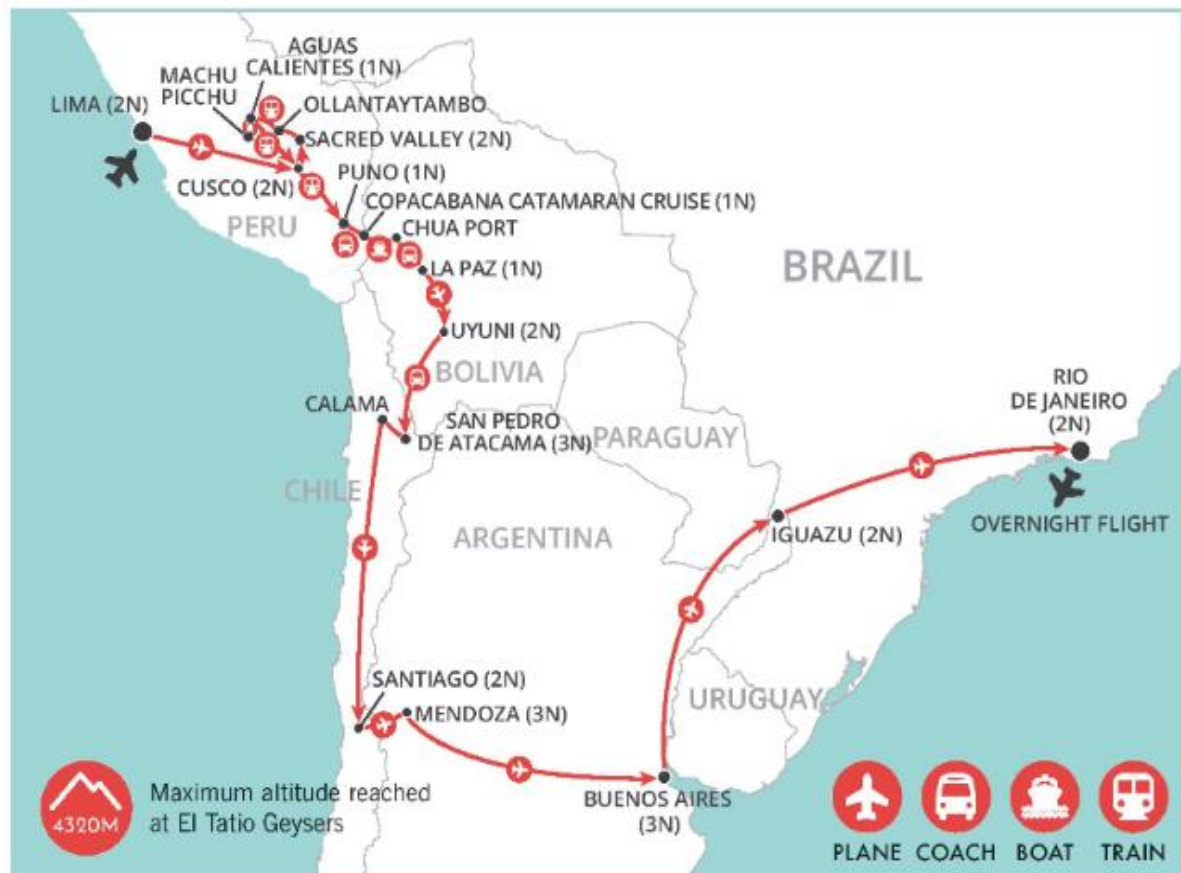 AGUAS
CALIENTES (1N)
MACHU
PICCHU
LIMA (2N)
OLLANTAYTAMBO
SACRED VALLEY (2N)
CUSCO (2N)
PUNO (1N)
COPACABANA CATAMARAN CRUISE (1N)
PERU
CHUA PORT
LA PAZ (1N)
BRAZIL
UYUNI (2N)
BOLIVIA
CALAMA
SAN PEDRO
DE ATACAMA (3N)
PARAGUAY
RIO
DE JANEIRO
(2N)
CHILE
ARGENTINA
IGUAZU (2N)
OVERNIGHT FLIGHT
SANTIAGO (2N)
MENDOZA (3N)
URUGUAY
BUENOS AIRES
(3N)
4320M
Maximum altitude reached
at El Tatio Geysers
PLANE COACH BOAT TRAIN